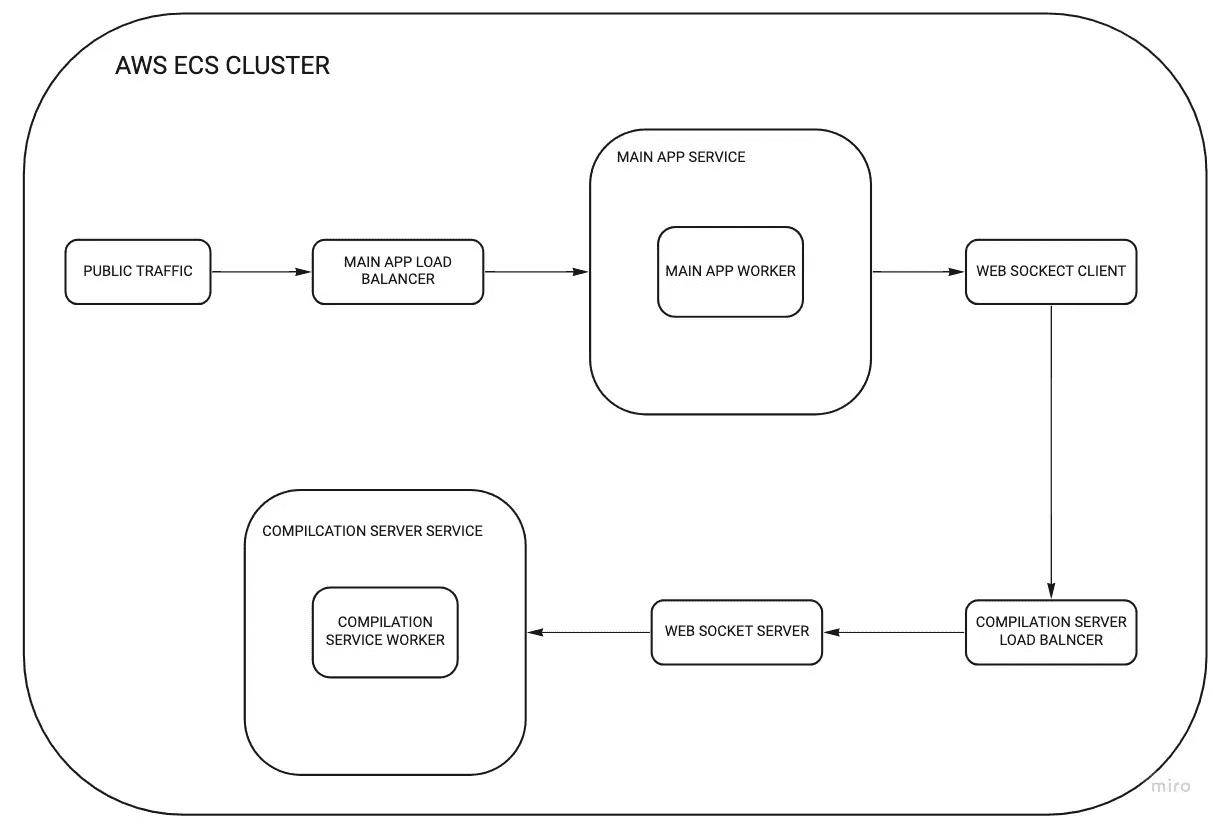 AWS ECS CLUSTER
MAIN APP SERVICE
PUBLIC TRAFFIC
MAIN APP LOAD
BALANCER
MAIN APP WORKER
WEB SOCKECT CLIENT
COMPILCATION SERVER SERVICE
COMPILATION
SERVICE WORKER
WEB SOCKET SERVER
COMPILATION SERVER
LOAD BALNCER
miro